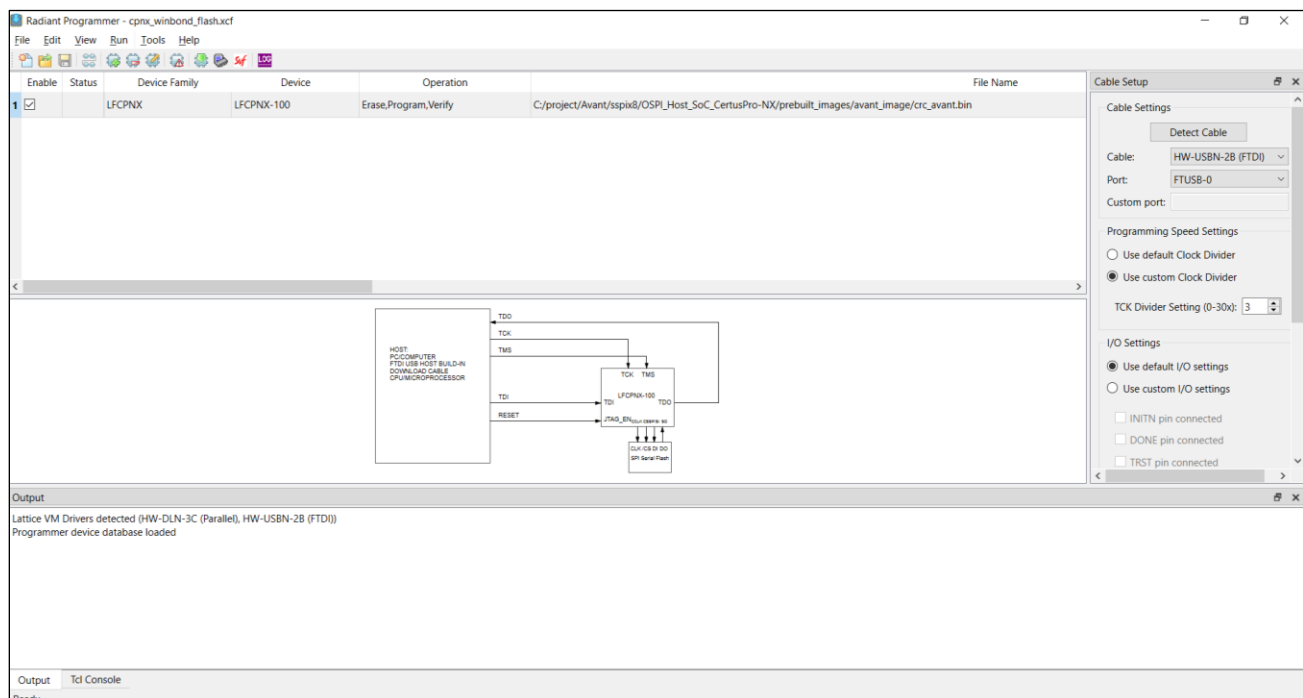 Radiant Programmer - cpnx_winbond_flash.xcf
File Edit View Run Tools Help
Enable Status Device Family Device Operation File Name
1 LFCPNX LFCPNX-100 Erase,Program,Verify C:/project/Avant/sspix8/OSPI_Host_SoC_CertusPro-NX/prebuilt_images/avant_image/crc_avant.bin
Cable Setup
Cable Settings
Detect Cable
Cable: HW-USBN-2B (FTDI)
Port: FTUSB-0
Custom port:
Programming Speed Settings
Use default Clock Divider
Use custom Clock Divider
TCK Divider Setting (0-30x): 3
I/O Settings
Use default I/O settings
Use custom I/O settings
INITN pin connected
DONE pin connected
TRST pin connected
TDO
TCK
TMS
HOST:
PC/COMPUTER
FTDI USB HOST BUILD-IN
DOWNLOAD CABLE
CPU/MICROPROCESSOR
TCK TMS
LFCPNX-100
TDI
TDI TDO
RESET
JTAG_EN
CLK /CS DI DO
SPI Serial Flash
Output
Lattice VM Drivers detected (HW-DLN-3C (Parallel), HW-USBN-2B (FTDI))
Programmer device database loaded
Output Tcl Console
Ready